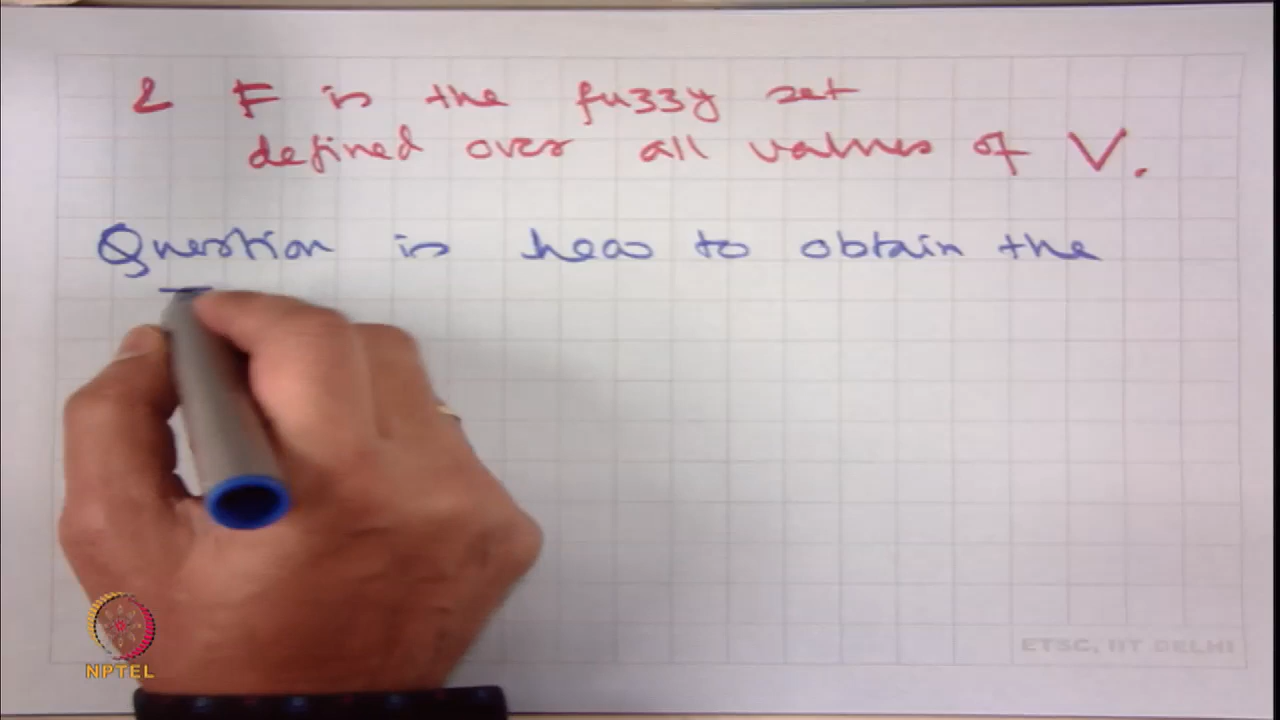 & F is the fuzzy set
defined over all values of V.
Question is how to obtain the
NPTEL
ETSC, IIT DELHI